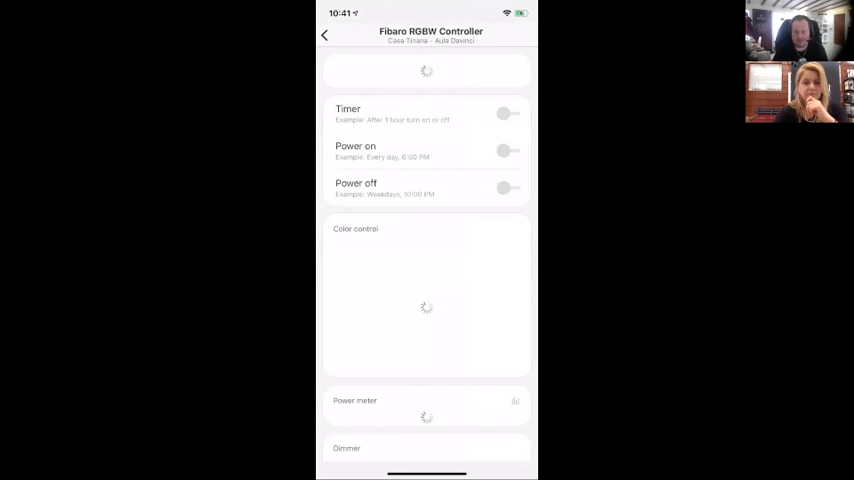 10:41
Fibaro RGBW Controller
Casa Tinana - Aula Davinci
Timer
Example: After 1 hour turn on or off
Power on
Example: Every day, 6:00 PM
Power off
Example: Weekdays, 10:00 PM
Color control
Power meter
Dimmer